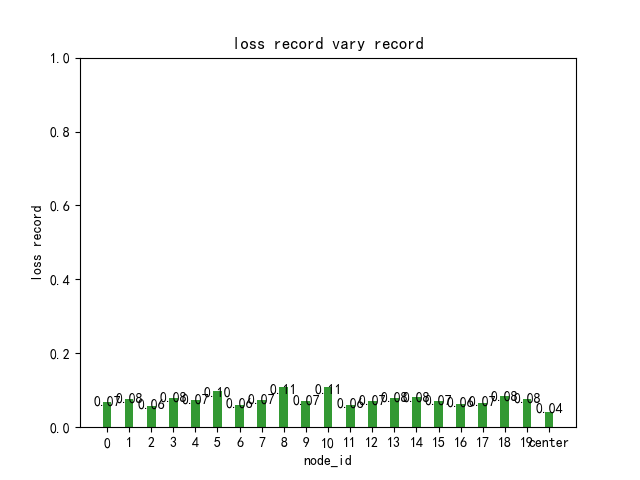 loss record vary record
1.0
0.8
0.6
0.4
0.2
0.0
loss record
0.07 0.08 0.06 0.08 0.07 0.10 0.06 0.07 0.11 0.07 0.11 0.06 0.07 0.08 0.08 0.07 0.06 0.07 0.08 0.08 0.04
0 1 2 3 4 5 6 7 8 9 10 11 12 13 14 15 16 17 18 19 center
node_id